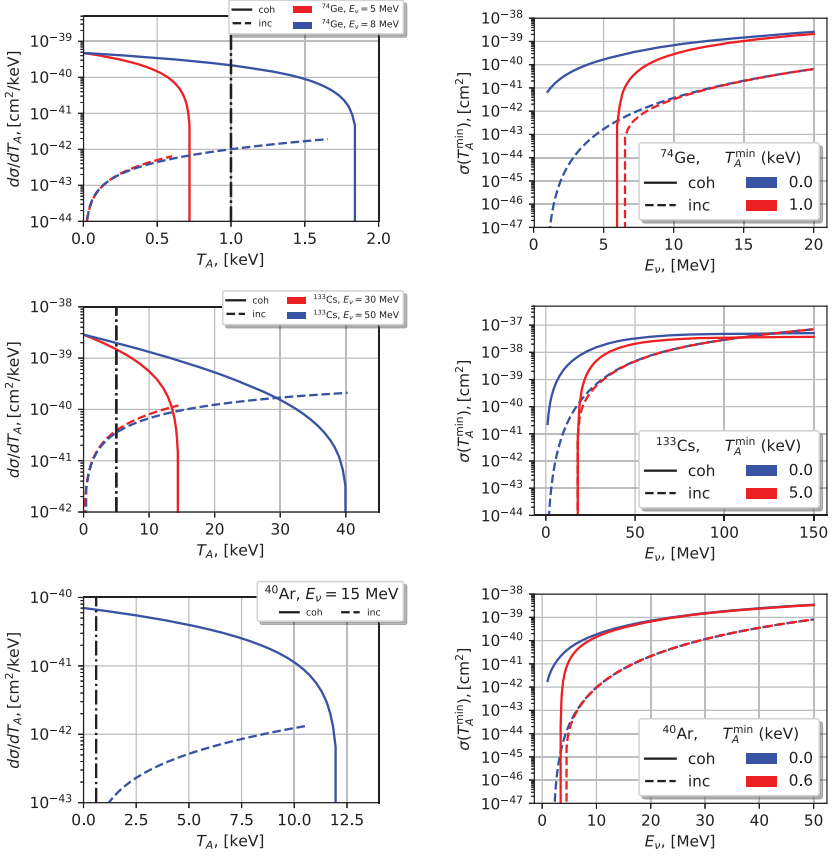 coh ⁷⁴Ge, Eν = 5 MeV
inc ⁷⁴Ge, Eν = 8 MeV
10⁻³⁹
10⁻⁴⁰
10⁻⁴¹
10⁻⁴²
10⁻⁴³
10⁻⁴⁴
dσ/dT_A, [cm²/keV]
0.0 0.5 1.0 1.5 2.0
T_A, [keV]
10⁻³⁸
10⁻³⁹
10⁻⁴⁰
10⁻⁴¹
10⁻⁴²
10⁻⁴³
10⁻⁴⁴
10⁻⁴⁵
10⁻⁴⁶
10⁻⁴⁷
σ(T_A^min), [cm²]
⁷⁴Ge, T_A^min (keV)
coh 0.0
inc 1.0
0 5 10 15 20
Eν, [MeV]
coh ¹³³Cs, Eν = 30 MeV
inc ¹³³Cs, Eν = 50 MeV
10⁻³⁸
10⁻³⁹
10⁻⁴⁰
10⁻⁴¹
10⁻⁴²
dσ/dT_A, [cm²/keV]
0 10 20 30 40
T_A, [keV]
10⁻³⁷
10⁻³⁸
10⁻³⁹
10⁻⁴⁰
10⁻⁴¹
10⁻⁴²
10⁻⁴³
10⁻⁴⁴
σ(T_A^min), [cm²]
¹³³Cs, T_A^min (keV)
coh 0.0
inc 5.0
0 50 100 150
Eν, [MeV]
⁴⁰Ar, Eν = 15 MeV
coh inc
10⁻⁴⁰
10⁻⁴¹
10⁻⁴²
10⁻⁴³
dσ/dT_A, [cm²/keV]
0.0 2.5 5.0 7.5 10.0 12.5
T_A, [keV]
10⁻³⁸
10⁻³⁹
10⁻⁴⁰
10⁻⁴¹
10⁻⁴²
10⁻⁴³
10⁻⁴⁴
10⁻⁴⁵
10⁻⁴⁶
10⁻⁴⁷
σ(T_A^min), [cm²]
⁴⁰Ar, T_A^min (keV)
coh 0.0
inc 0.6
0 10 20 30 40 50
Eν, [MeV]